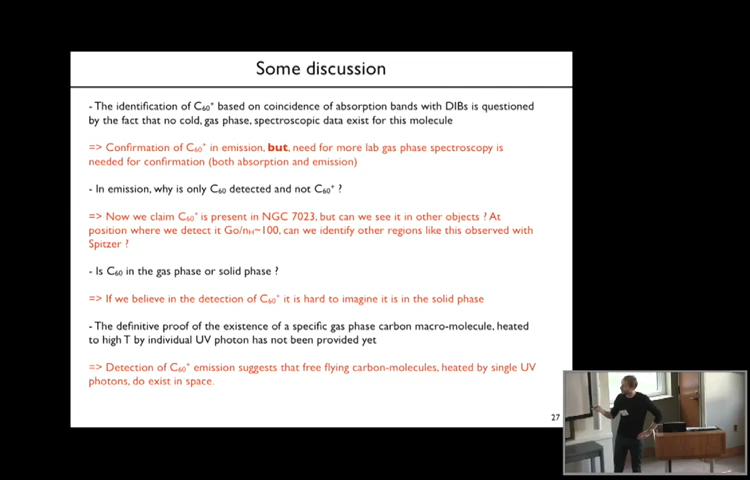 Some discussion
- The identification of C₆₀⁺ based on coincidence of absorption bands with DIBs is questioned
by the fact that no cold, gas phase, spectroscopic data exist for this molecule
=> Confirmation of C₆₀⁺ in emission, but, need for more lab gas phase spectroscopy is
needed for confirmation (both absorption and emission)
- In emission, why is only C₆₀ detected and not C₆₀⁺ ?
=> Now we claim C₆₀⁺ is present in NGC 7023, but can we see it in other objects ? At
position where we detect it Go/nH~100, can we identify other regions like this observed with
Spitzer ?
- Is C₆₀ in the gas phase or solid phase ?
=> If we believe in the detection of C₆₀⁺ it is hard to imagine it is in the solid phase
- The definitive proof of the existence of a specific gas phase carbon macro-molecule, heated
to high T by individual UV photon has not been provided yet
=> Detection of C₆₀⁺ emission suggests that free flying carbon-molecules, heated by single UV
photons, do exist in space.
27